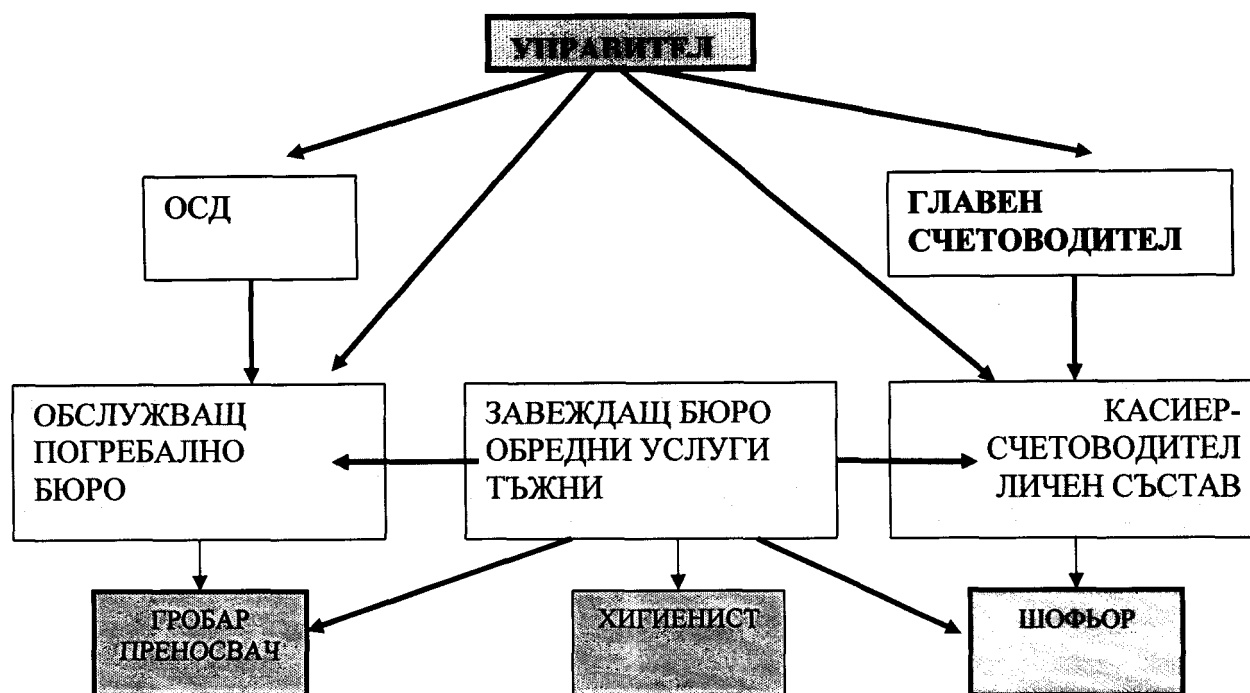 УПРАВИТЕЛ
ОСД
ГЛАВЕН
СЧЕТОВОДИТЕЛ
ОБСЛУЖВАЩ
ПОГРЕБАЛНО
БЮРО
ЗАВЕЖДАЩ БЮРО
ОБРЕДНИ УСЛУГИ
ТЪЖНИ
КАСИЕР-
СЧЕТОВОДИТЕЛ
ЛИЧЕН СЪСТАВ
ГРОБАР
ПРЕНОСВАЧ
ХИГИЕНИСТ
ШОФЬОР